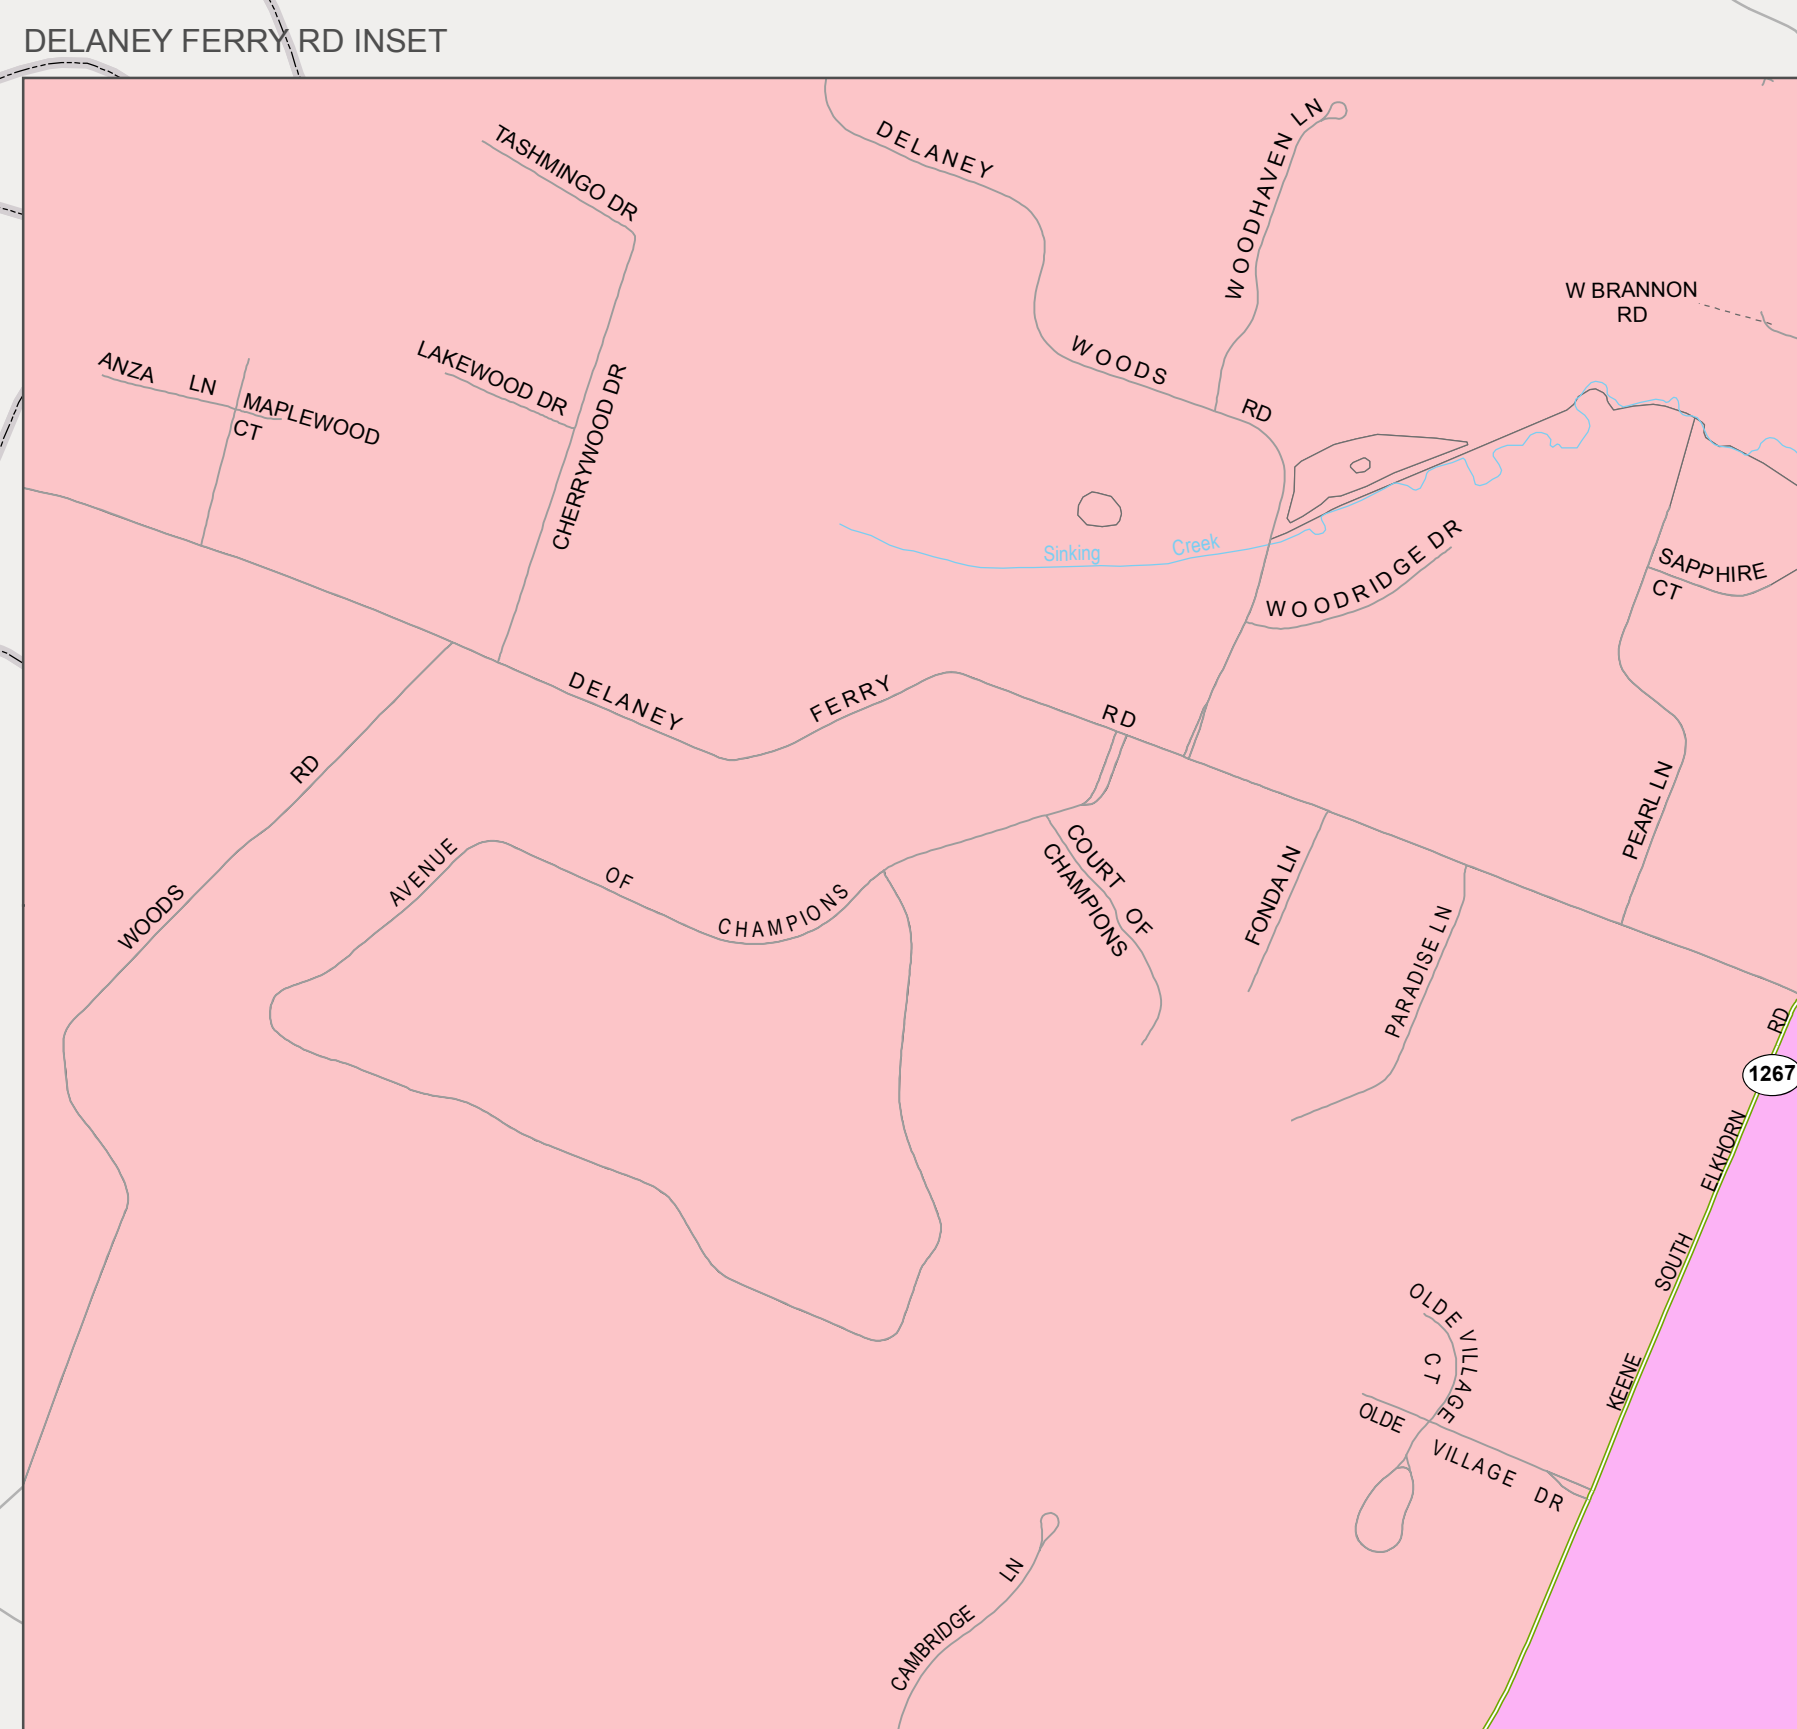 DELANEY FERRY RD INSET
TASHMINGO DR
DELANEY WOODS RD
WOODHAVEN LN
W BRANNON
RD
ANZA LN
MAPLEWOOD
CT
LAKEWOOD DR
CHERRYWOOD DR
Sinking Creek
WOODRIDGE DR
SAPPHIRE
CT
DELANEY FERRY RD
WOODS RD
PEARL LN
AVENUE OF CHAMPIONS
COURT OF
CHAMPIONS
FONDA LN
PARADISE LN
KEENE SOUTH ELKHORN RD
1267
OLDE VILLAGE
CT
OLDE VILLAGE DR
CAMBRIDGE LN